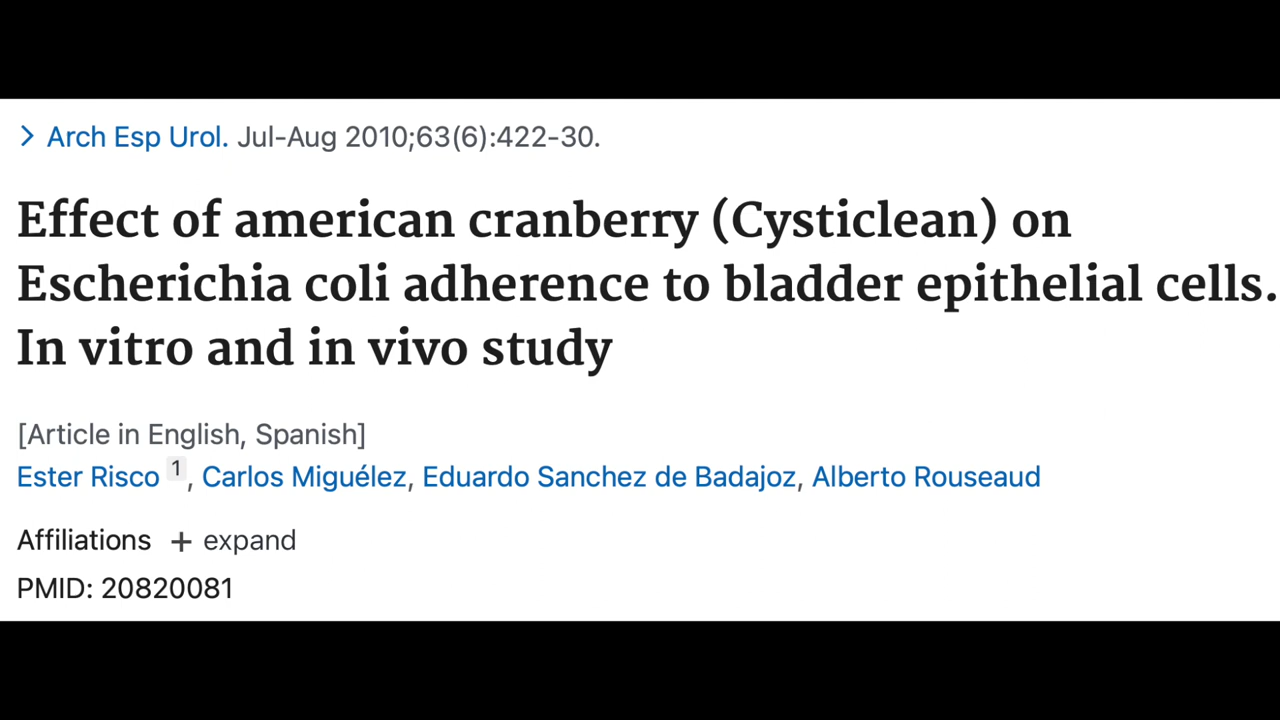 > Arch Esp Urol. Jul-Aug 2010;63(6):422-30.
Effect of american cranberry (Cysticlean) on
Escherichia coli adherence to bladder epithelial cells.
In vitro and in vivo study
[Article in English, Spanish]
Ester Risco 1, Carlos Miguélez, Eduardo Sanchez de Badajoz, Alberto Rouseaud
Affiliations + expand
PMID: 20820081